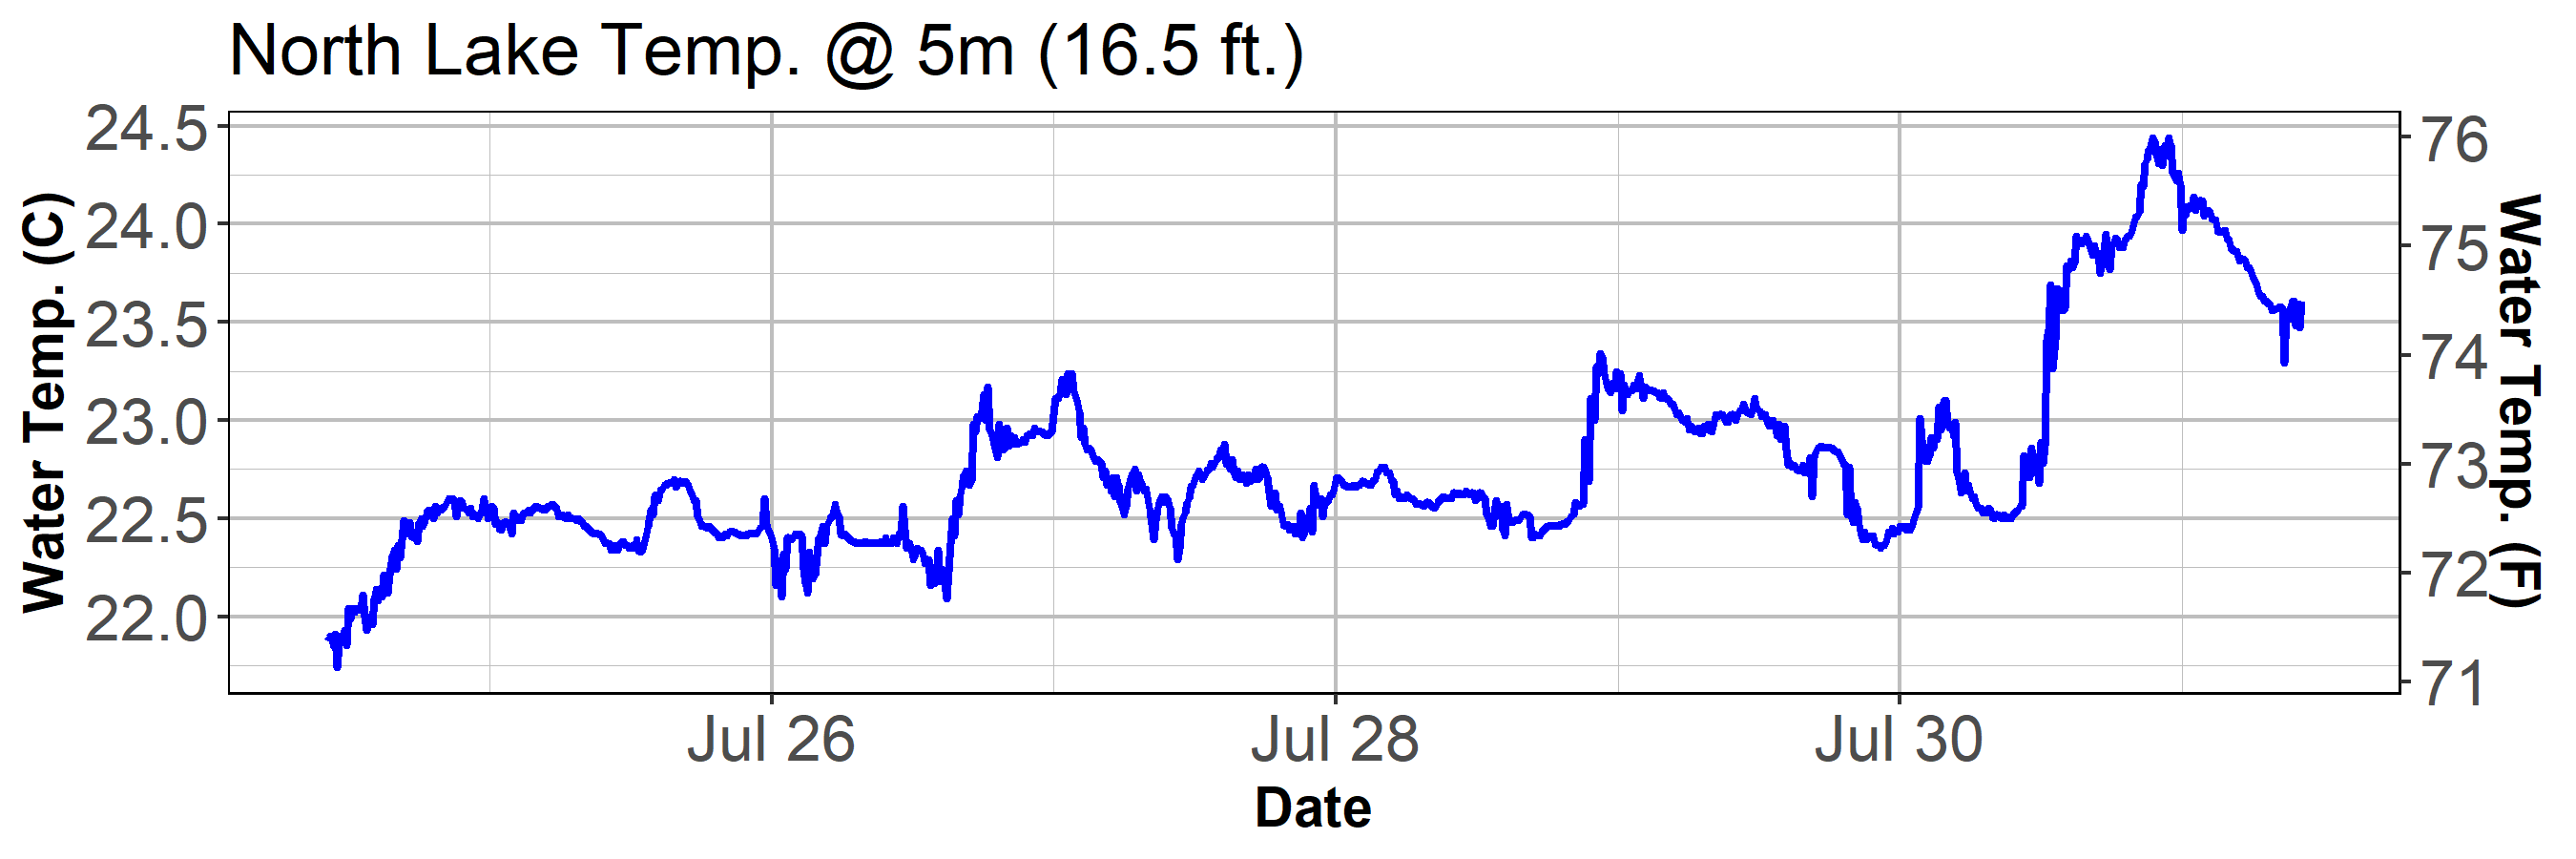 North Lake Temp. @ 5m (16.5 ft.)
24.5
24.0
23.5
23.0
22.5
22.0
Water Temp. (C)
76
75
74
73
72
71
Water Temp. (F)
Jul 26
Jul 28
Jul 30
Date